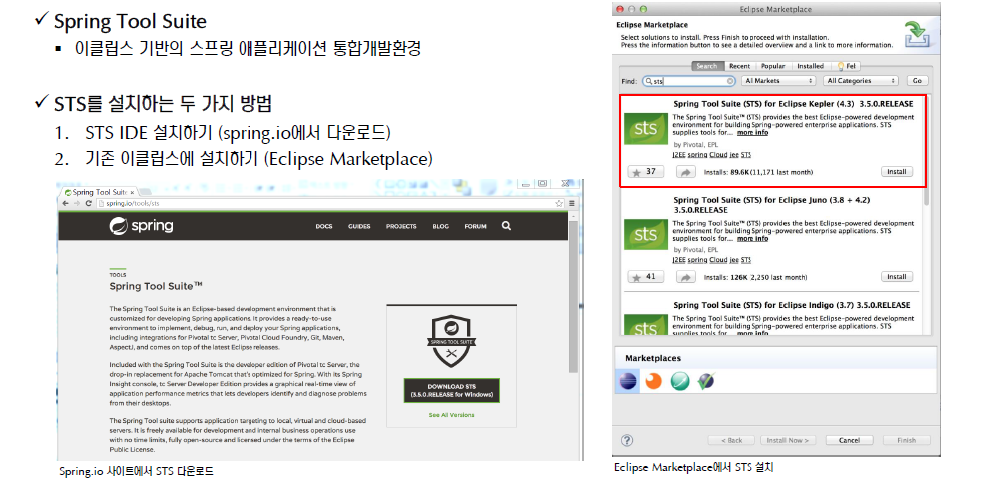 ✓ Spring Tool Suite
▪ 이클립스 기반의 스프링 애플리케이션 통합개발환경
✓ STS를 설치하는 두 가지 방법
1. STS IDE 설치하기 (spring.io에서 다운로드)
2. 기존 이클립스에 설치하기 (Eclipse Marketplace)
Spring Tool Suite ×
spring.io/tools/sts
spring
DOCS GUIDES PROJECTS BLOG FORUM
TOOLS
Spring Tool Suite™
The Spring Tool Suite is an Eclipse-based development environment that is
customized for developing Spring applications. It provides a ready-to-use
environment to implement, debug, run, and deploy your Spring applications,
including integrations for Pivotal tc Server, Pivotal Cloud Foundry, Git, Maven,
AspectJ, and comes on top of the latest Eclipse releases.
Included with the Spring Tool Suite is the developer edition of Pivotal tc Server, the
drop-in replacement for Apache Tomcat that's optimized for Spring. With its Spring
Insight console, tc Server Developer Edition provides a graphical real-time view of
application performance metrics that lets developers identify and diagnose problems
from their desktops.
The Spring Tool suite supports application targeting to local, virtual and cloud-based
servers. It is freely available for development and internal business operations use
with no time limits, fully open-source and licensed under the terms of the Eclipse
Public License.
SPRING TOOL SUITE
DOWNLOAD STS
(3.5.0.RELEASE for Windows)
See All Versions
Spring.io 사이트에서 STS 다운로드
Eclipse Marketplace
Eclipse Marketplace
Select solutions to install. Press Finish to proceed with installation.
Press the information button to see a detailed overview and a link to more information.
Search Recent Popular Installed Fel
Find: sts All Markets All Categories Go
Spring Tool Suite (STS) for Eclipse Kepler (4.3) 3.5.0.RELEASE
sts
The Spring Tool Suite™ (STS) provides the best Eclipse-powered development
environment for building Spring-powered enterprise applications. STS
supplies tools for... more info
by Pivotal, EPL
J2EE spring Cloud jee STS
37 Installs: 89.6K (11,171 last month) Install
Spring Tool Suite (STS) for Eclipse Juno (3.8 + 4.2)
3.5.0.RELEASE
sts
The Spring Tool Suite™ (STS) provides the best Eclipse-powered development
environment for building Spring-powered enterprise applications. STS
supplies tools for... more info
by Pivotal, EPL
J2EE spring Cloud jee STS
41 Installs: 126K (2,250 last month) Install
Spring Tool Suite (STS) for Eclipse Indigo (3.7) 3.5.0.RELEASE
sts
The Spring Tool Suite™ (STS) provides the best Eclipse-powered development
environment for building Spring-powered enterprise applications. STS
supplies tools for... more info
Marketplaces
? < Back Install Now > Cancel Finish
Eclipse Marketplace에서 STS 설치